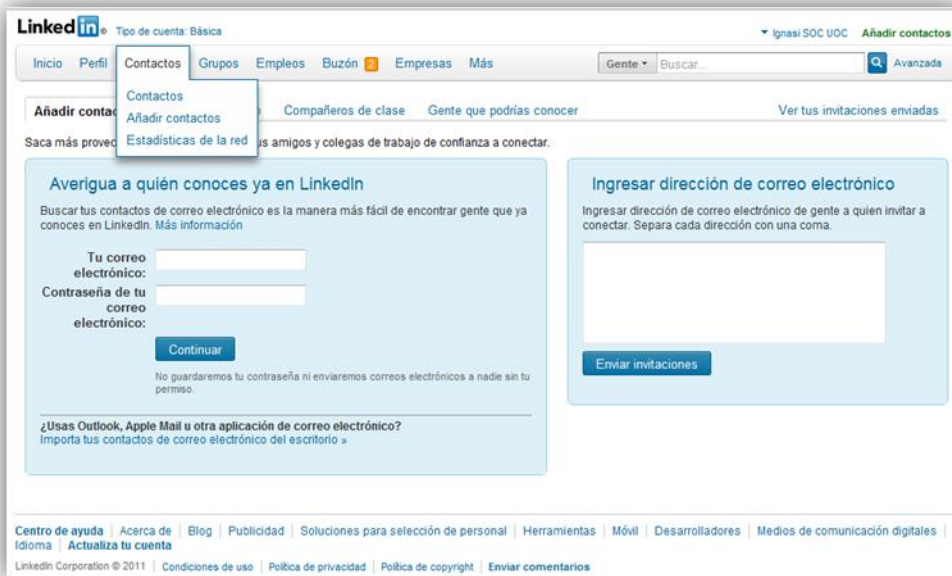 Linked in® Tipo de cuenta: Básica
Ignasi SOC UOC Añadir contactos
Inicio Perfil Contactos Grupos Empleos Buzón 2 Empresas Más
Gente Buscar... Avanzada
Contactos
Añadir contactos
Estadísticas de la red
Añadir Compañeros de clase Gente que podrías conocer Ver tus invitaciones enviadas
Saca más amigos y colegas de trabajo de confianza a conectar.
Averigua a quién conoces ya en LinkedIn
Buscar tus contactos de correo electrónico es la manera más fácil de encontrar gente que ya
conoces en LinkedIn. Más información
Tu correo
electrónico:
Contraseña de tu
correo
electrónico:
Continuar
No guardaremos tu contraseña ni enviaremos correos electrónicos a nadie sin tu
permiso.
¿Usas Outlook, Apple Mail u otra aplicación de correo electrónico?
Importa tus contactos de correo electrónico del escritorio »
Ingresar dirección de correo electrónico
Ingresar dirección de correo electrónico de gente a quien invitar a
conectar. Separa cada dirección con una coma.
Enviar invitaciones
Centro de ayuda | Acerca de | Blog | Publicidad | Soluciones para selección de personal | Herramientas | Móvil | Desarrolladores | Medios de comunicación digitales |
Idioma | Actualiza tu cuenta
LinkedIn Corporation © 2011 | Condiciones de uso | Política de privacidad | Política de copyright | Enviar comentarios